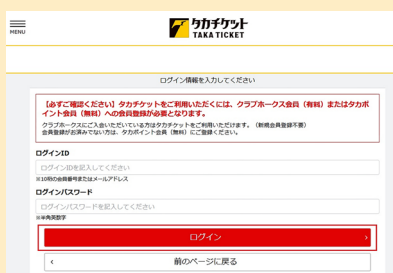 MENU
タカチケット
TAKA TICKET
ログイン情報を入力してください
【必ずご確認ください】タカチケットをご利用いただくには、クラブホークス会員（有料）またはタカポ
イント会員（無料）への会員登録が必要となります。
クラブホークスにご入会いただいている方はタカチケットをご利用いただけます。（新規会員登録不要）
会員登録がお済みでない方は、タカポイント会員（無料）にご登録ください。
ログインID
ログインIDを記入してください
※10桁の会員番号またはメールアドレス
ログインパスワード
ログインパスワードを記入してください
※半角英数字
ログイン
前のページに戻る